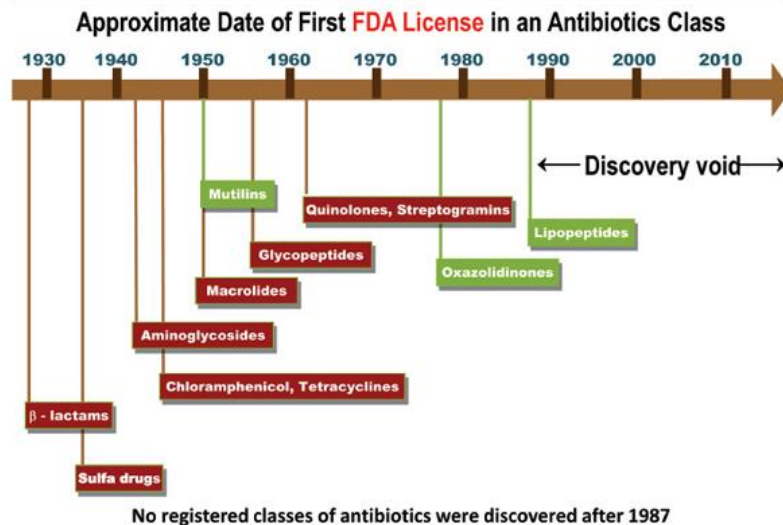 Approximate Date of First FDA License in an Antibiotics Class
1930 1940 1950 1960 1970 1980 1990 2000 2010
Discovery void
Mutilins
Quinolones, Streptogramins
Lipopeptides
Glycopeptides
Oxazolidinones
Macrolides
Aminoglycosides
Chloramphenicol, Tetracyclines
β - lactams
Sulfa drugs
No registered classes of antibiotics were discovered after 1987